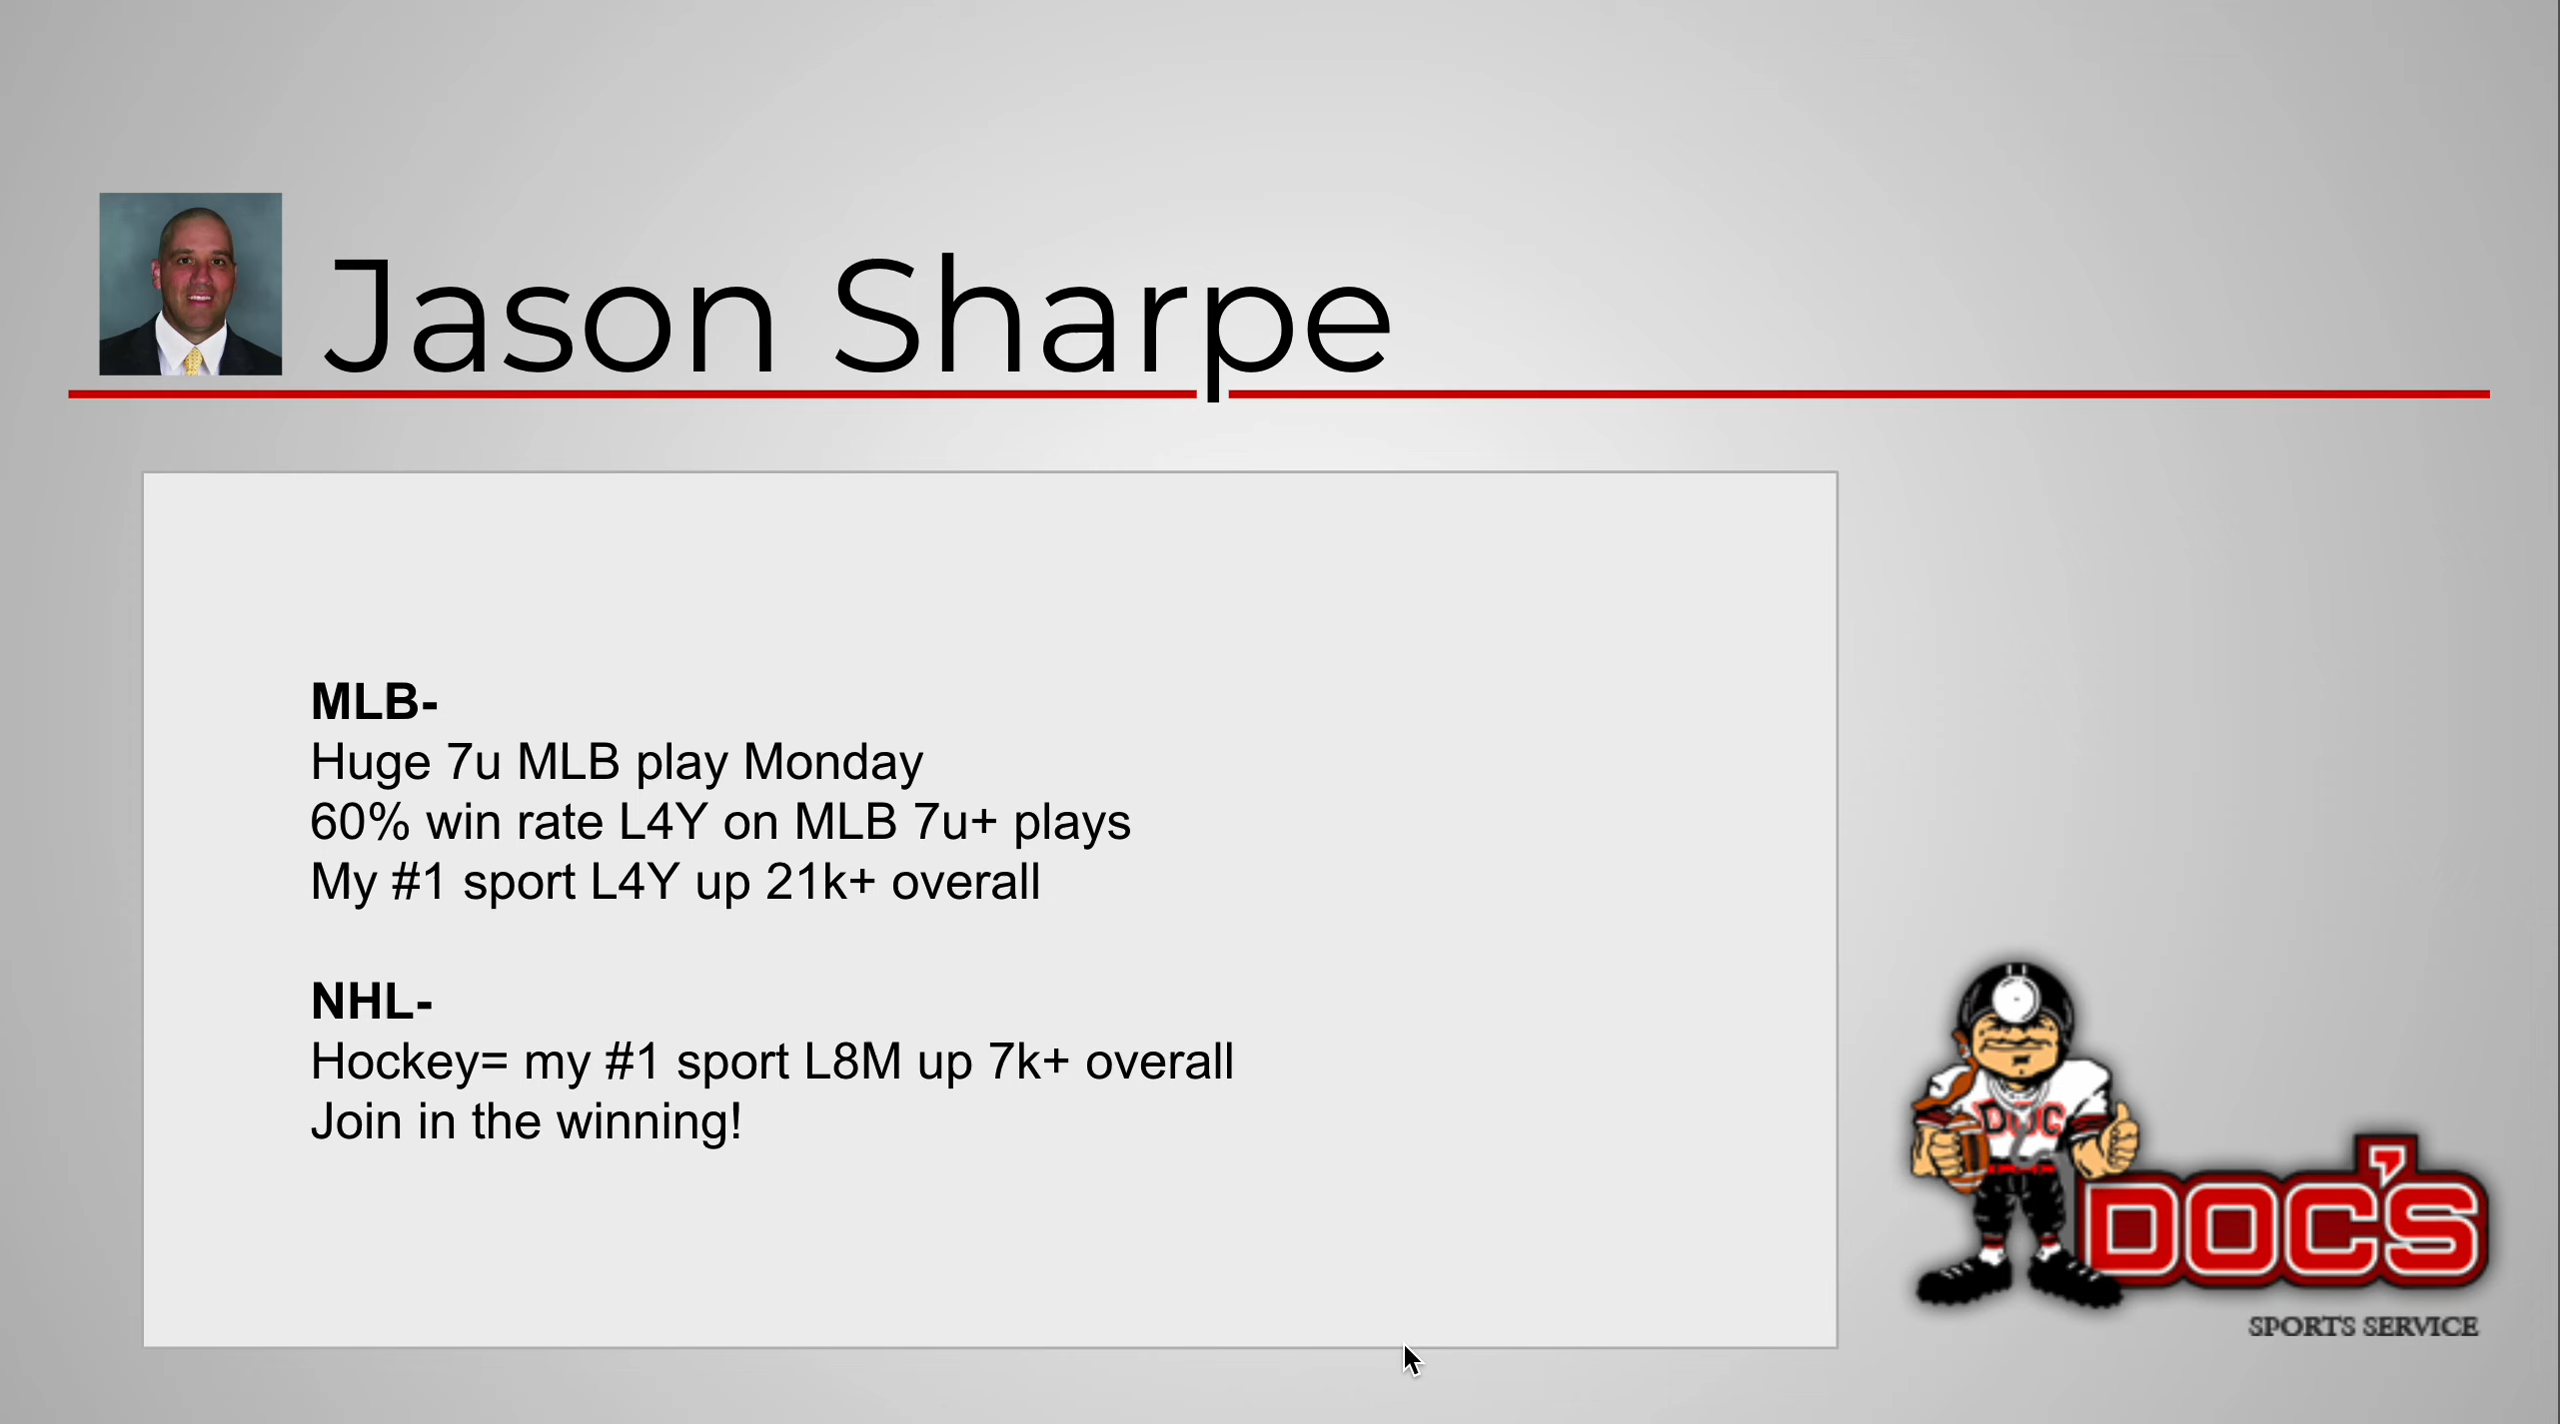 Jason Sharpe
MLB-
Huge 7u MLB play Monday
60% win rate L4Y on MLB 7u+ plays
My #1 sport L4Y up 21k+ overall
NHL-
Hockey= my #1 sport L8M up 7k+ overall
Join in the winning!
DOC
DOC'S
SPORTS SERVICE